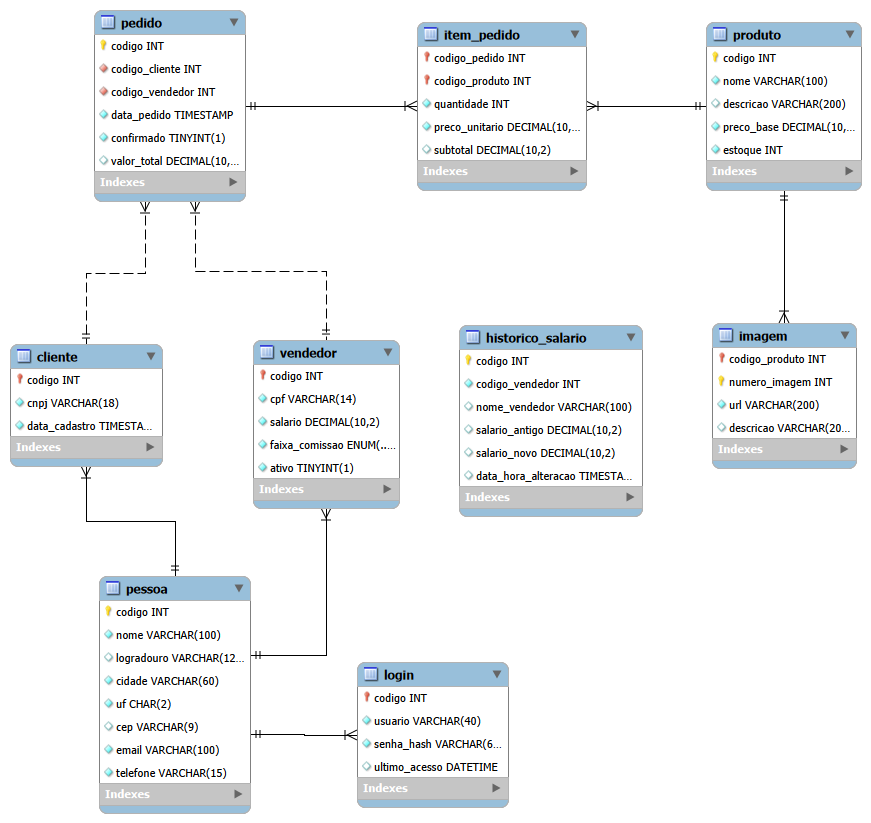 pedido
codigo INT
codigo_cliente INT
codigo_vendedor INT
data_pedido TIMESTAMP
confirmado TINYINT(1)
valor_total DECIMAL(10,...
Indexes
item_pedido
codigo_pedido INT
codigo_produto INT
quantidade INT
preco_unitario DECIMAL(10,...
subtotal DECIMAL(10,2)
Indexes
produto
codigo INT
nome VARCHAR(100)
descricao VARCHAR(200)
preco_base DECIMAL(10,...
estoque INT
Indexes
cliente
codigo INT
cnpj VARCHAR(18)
data_cadastro TIMESTA...
Indexes
vendedor
codigo INT
cpf VARCHAR(14)
salario DECIMAL(10,2)
faixa_comissao ENUM(...
ativo TINYINT(1)
Indexes
historico_salario
codigo INT
codigo_vendedor INT
nome_vendedor VARCHAR(100)
salario_antigo DECIMAL(10,2)
salario_novo DECIMAL(10,2)
data_hora_alteracao TIMESTA...
Indexes
imagem
codigo_produto INT
numero_imagem INT
url VARCHAR(200)
descricao VARCHAR(20...
Indexes
pessoa
codigo INT
nome VARCHAR(100)
logradouro VARCHAR(12...
cidade VARCHAR(60)
uf CHAR(2)
cep VARCHAR(9)
email VARCHAR(100)
telefone VARCHAR(15)
Indexes
login
codigo INT
usuario VARCHAR(40)
senha_hash VARCHAR(6...
ultimo_acesso DATETIME
Indexes